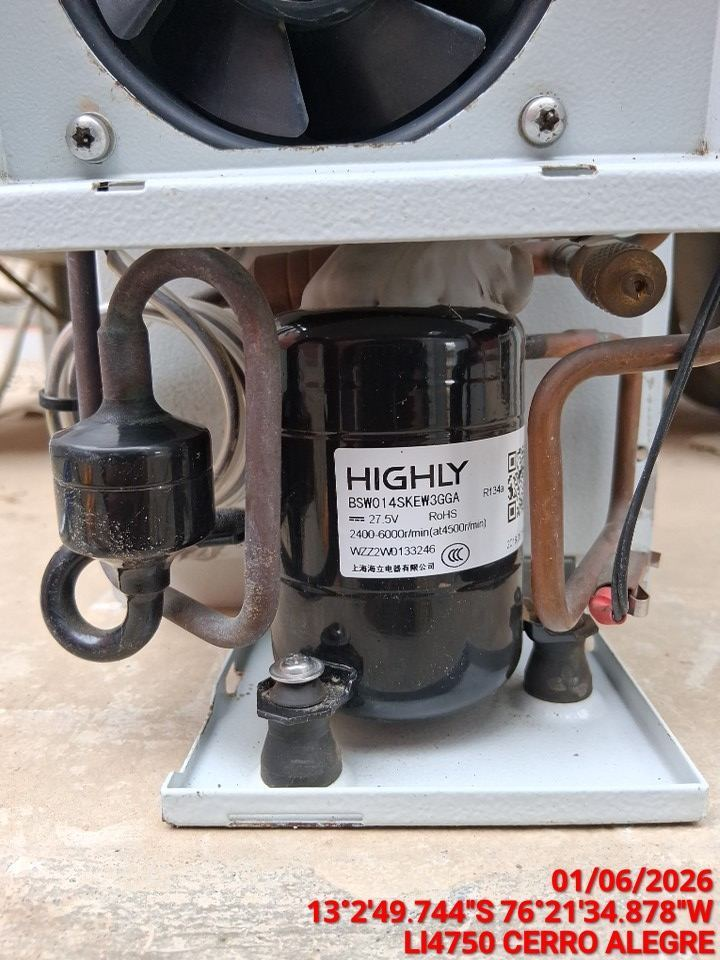 HIGHLY
BSW014SKEW3GGA R134a
⎓ 27.5V RoHS
2400-6000r/min(at4500r/min)
WZZ2W0133246 CCC
上海海立电器有限公司
01/06/2026
13°2'49.744"S 76°21'34.878"W
LI4750 CERRO ALEGRE